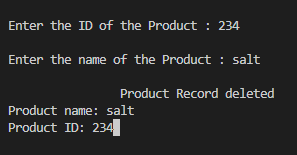 Enter the ID of the Product : 234
Enter the name of the Product : salt
Product Record deleted
Product name: salt
Product ID: 234